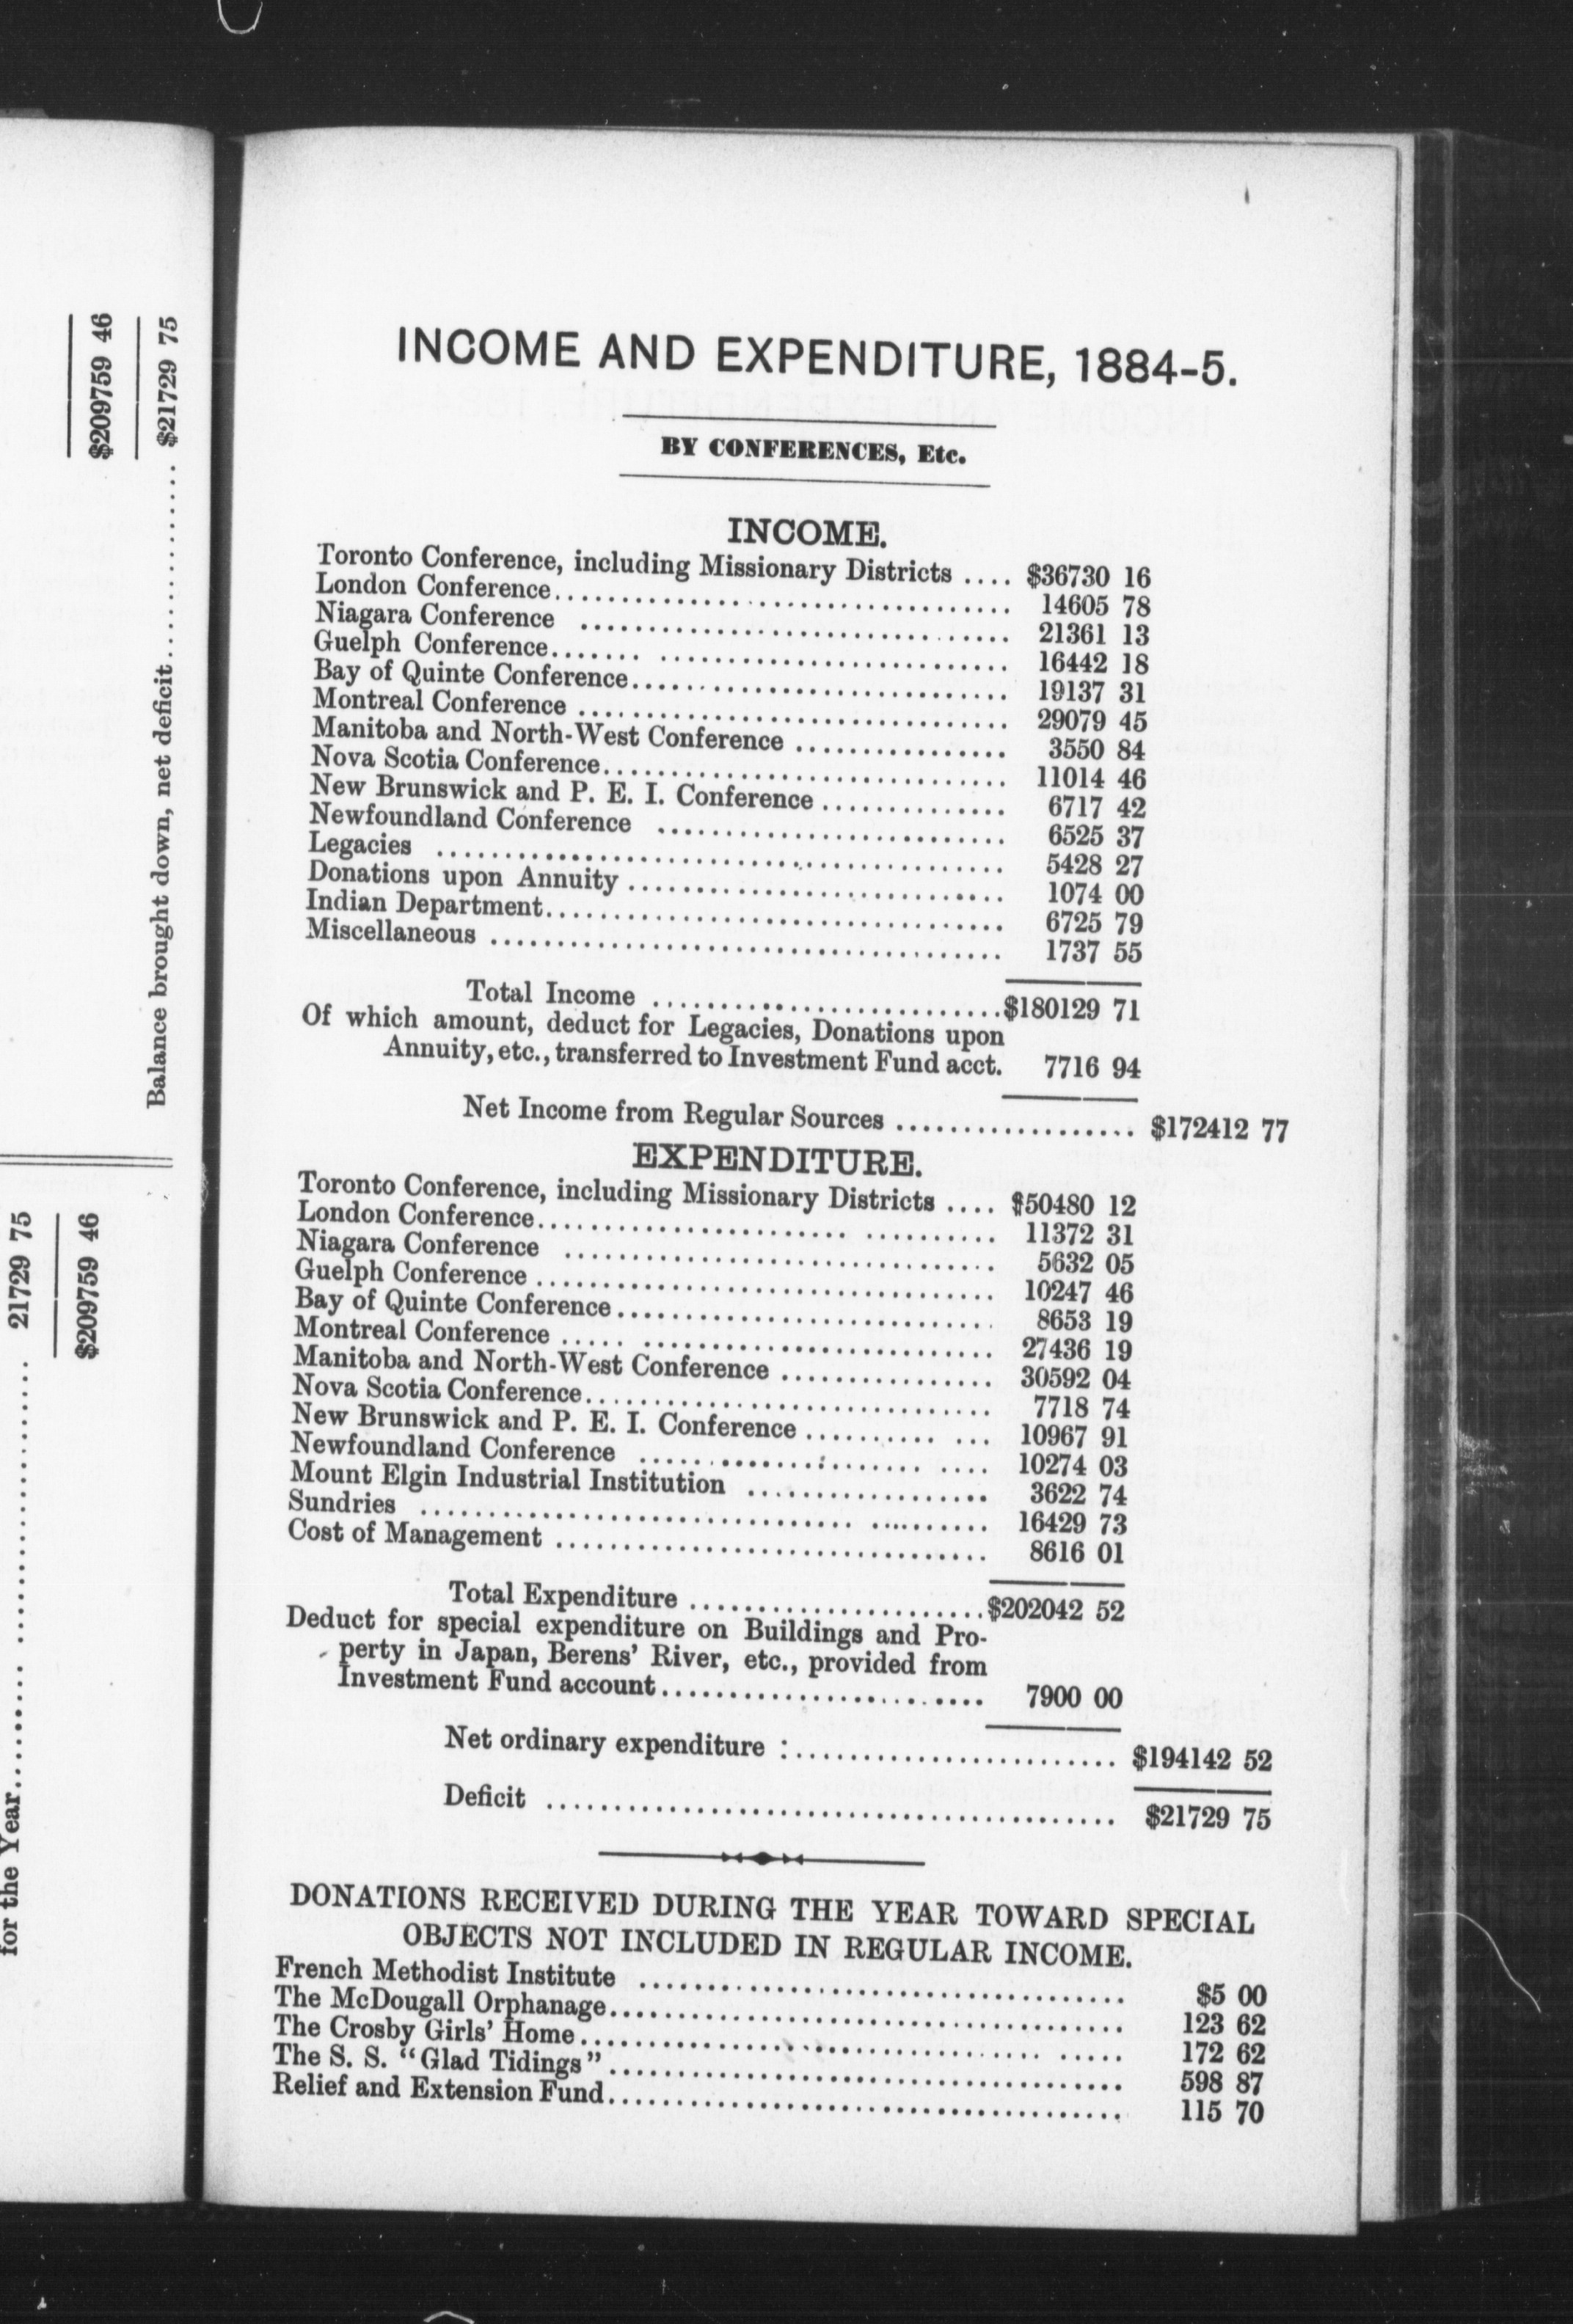 $209759 46
Balance brought down, net deficit.................... $21729 75
for the Year.......... .................... 21729 75
$209759 46
INCOME AND EXPENDITURE, 1884-5.
BY CONFERENCES, Etc.
INCOME.
Toronto Conference, including Missionary Districts .... $36730 16
London Conference.................................. 14605 78
Niagara Conference ................................ 21361 13
Guelph Conference....... .......................... 16442 18
Bay of Quinte Conference............................ 19137 31
Montreal Conference ................................ 29079 45
Manitoba and North-West Conference ................ 3550 84
Nova Scotia Conference.............................. 11014 46
New Brunswick and P. E. I. Conference .............. 6717 42
Newfoundland Conference .......................... 6525 37
Legacies .......................................... 5428 27
Donations upon Annuity ............................ 1074 00
Indian Department.................................. 6725 79
Miscellaneous ...................................... 1737 55
Total Income ..........................$180129 71
Of which amount, deduct for Legacies, Donations upon
Annuity, etc., transferred to Investment Fund acct. 7716 94
Net Income from Regular Sources .................. $172412 77
EXPENDITURE.
Toronto Conference, including Missionary Districts .... $50480 12
London Conference........................ .......... 11372 31
Niagara Conference ................................ 5632 05
Guelph Conference .................................. 10247 46
Bay of Quinte Conference............................ 8653 19
Montreal Conference ..... .......................... 27436 19
Manitoba and North-West Conference ................ 30592 04
Nova Scotia Conference.............................. 7718 74
New Brunswick and P. E. I. Conference .......... ... 10967 91
Newfoundland Conference ..................... .... 10274 03
Mount Elgin Industrial Institution .................. 3622 74
Sundries ................................ ......... 16429 73
Cost of Management ................................ 8616 01
Total Expenditure ......................$202042 52
Deduct for special expenditure on Buildings and Pro-
perty in Japan, Berens' River, etc., provided from
Investment Fund account........................ 7900 00
Net ordinary expenditure :........................ $194142 52
Deficit .......................................... $21729 75
DONATIONS RECEIVED DURING THE YEAR TOWARD SPECIAL
OBJECTS NOT INCLUDED IN REGULAR INCOME.
French Methodist Institute .................................... $5 00
The McDougall Orphanage...................................... 123 62
The Crosby Girls' Home.................................. ..... 172 62
The S. S. "Glad Tidings"...................................... 598 87
Relief and Extension Fund...................................... 115 70